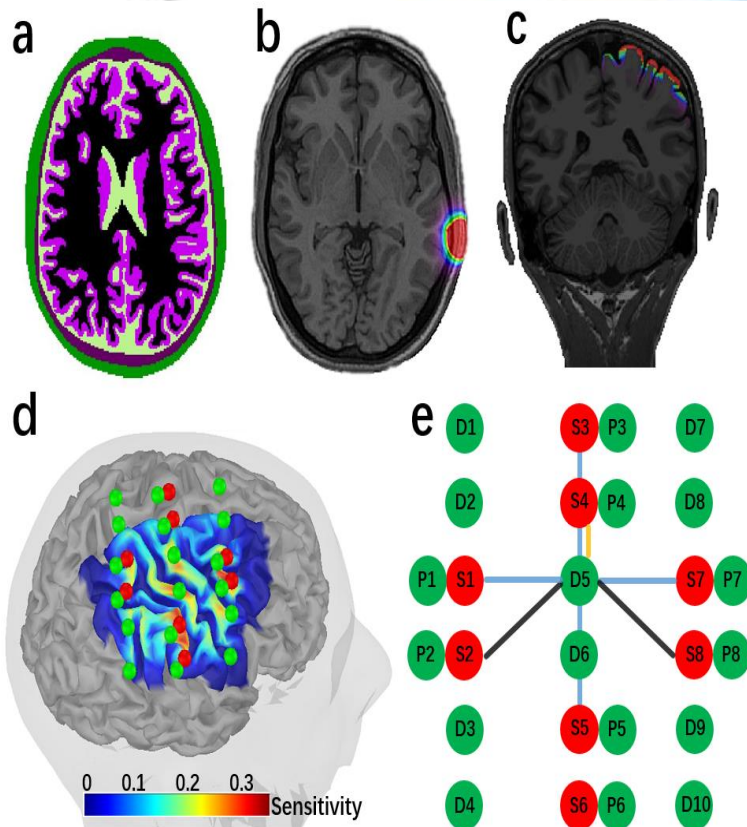 a
b
c
d
0 0.1 0.2 0.3
Sensitivity
e
D1 S3 P3 D7
D2 S4 P4 D8
P1 S1 D5 S7 P7
P2 S2 D6 S8 P8
D3 S5 P5 D9
D4 S6 P6 D10